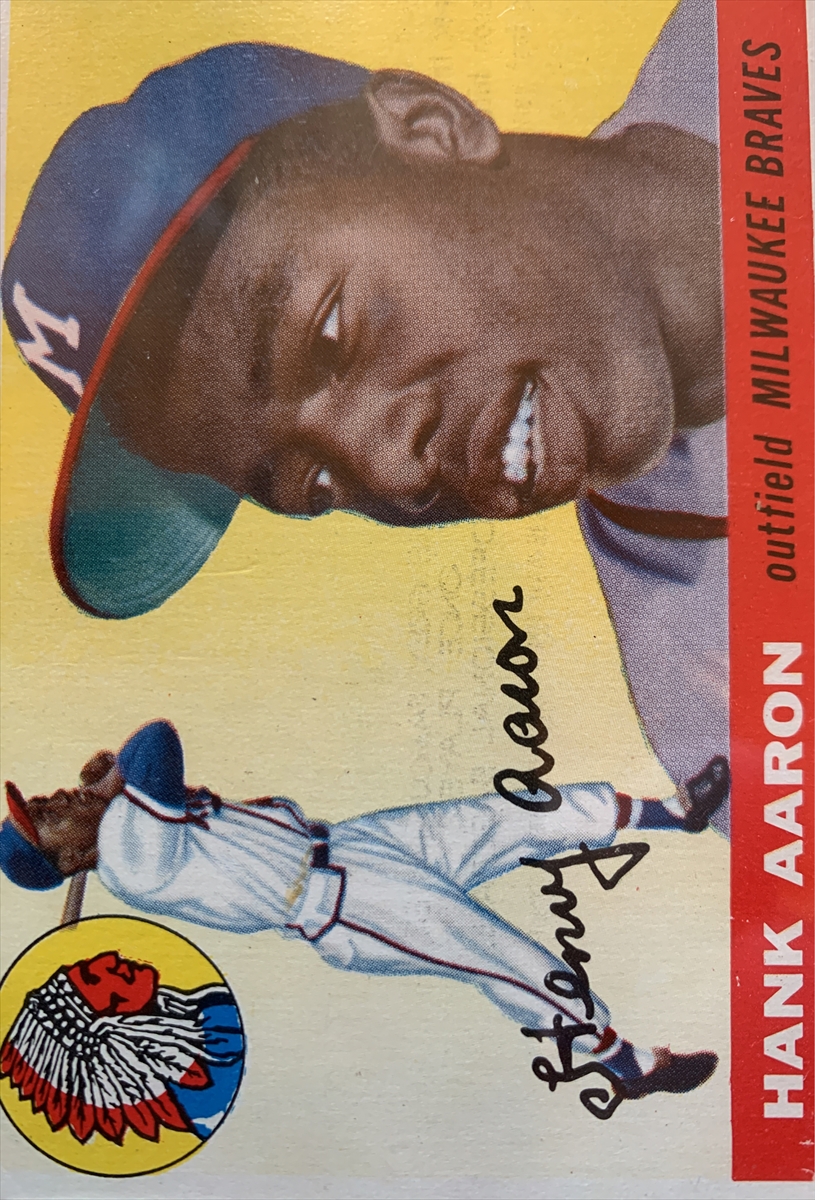 M
Henry Aaron
HANK AARON outfield MILWAUKEE BRAVES